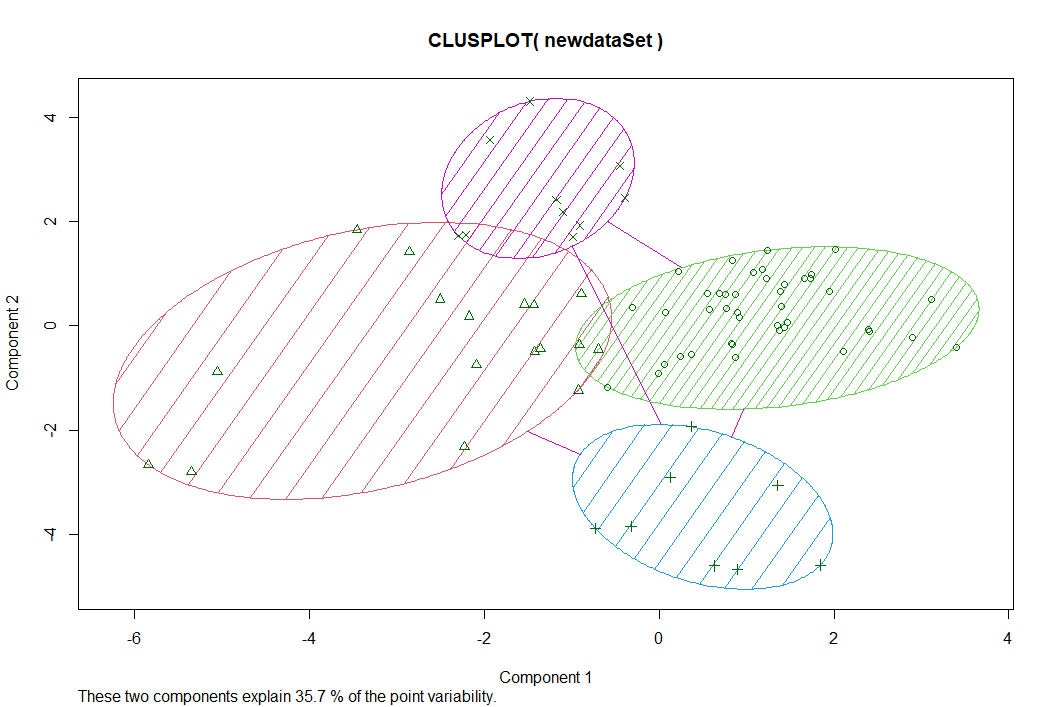 CLUSPLOT( newdataSet )
4
2
0
-2
-4
Component 2
-6 -4 -2 0 2 4
Component 1
These two components explain 35.7 % of the point variability.